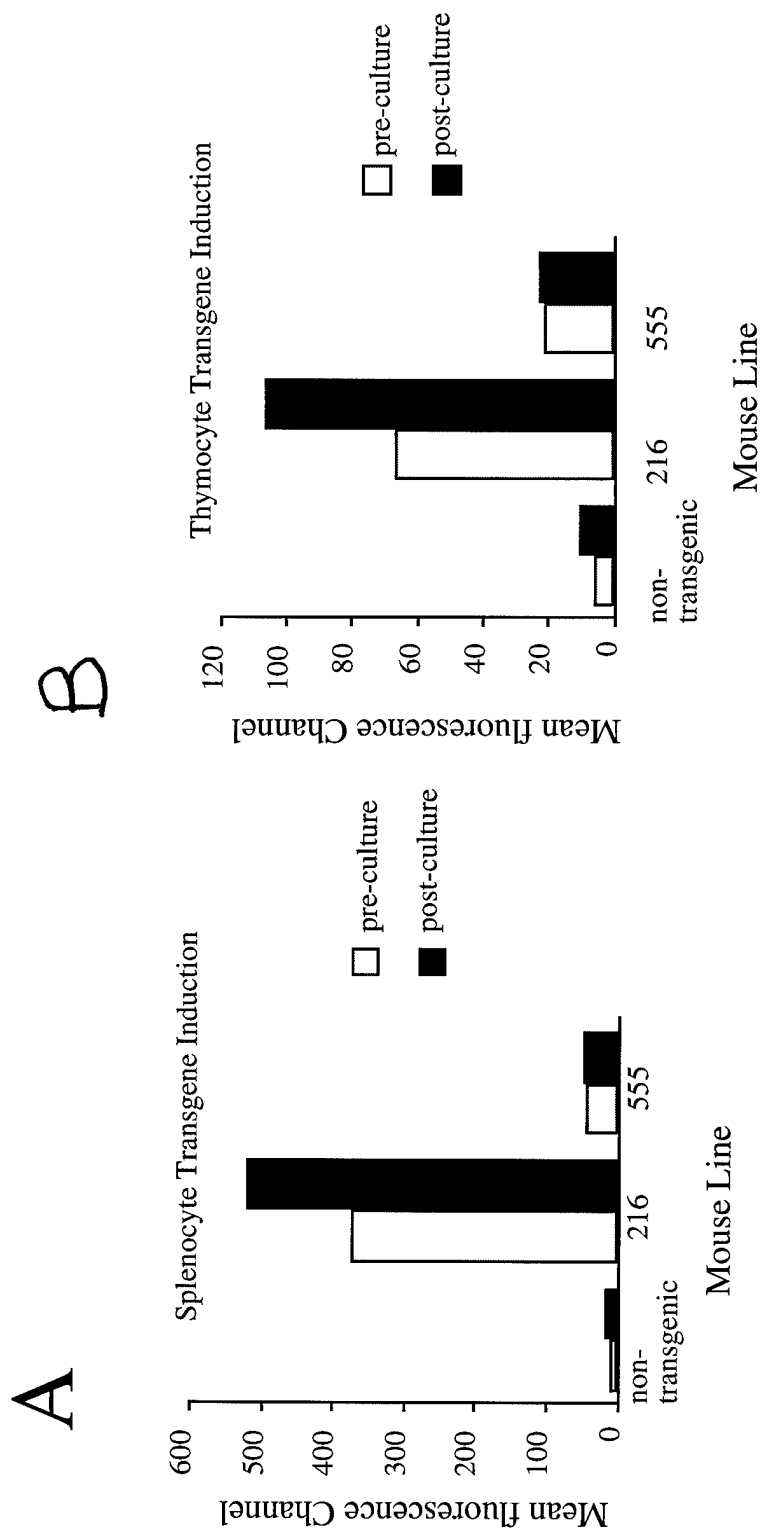 A
Splenocyte Transgene Induction
Mean fluorescence Channel
600
500
400
300
200
100
0
non-
transgenic
216
555
Mouse Line
pre-culture
post-culture
B
Thymocyte Transgene Induction
Mean fluorescence Channel
120
100
80
60
40
20
0
non-
transgenic
216
555
Mouse Line
pre-culture
post-culture